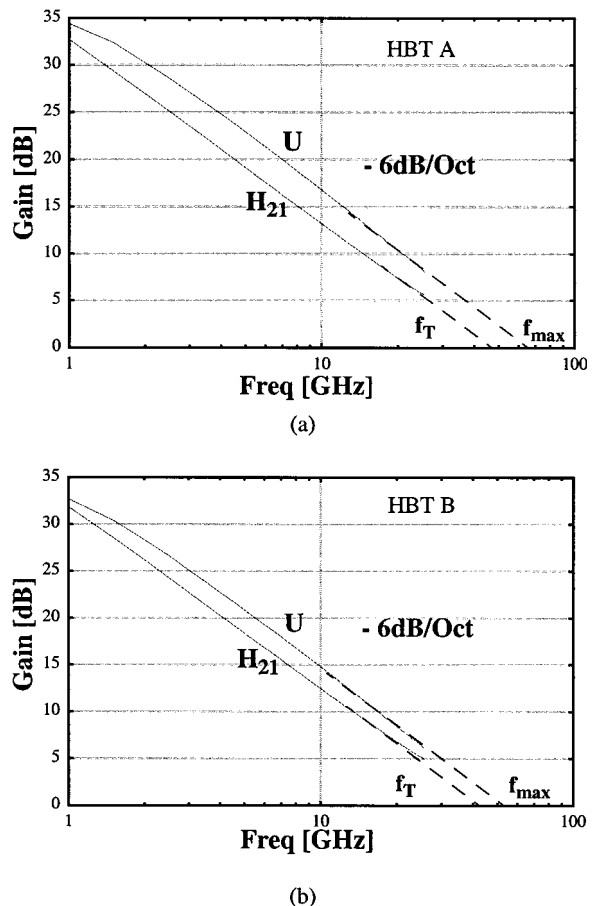 35
HBT A
30
25
U
20
- 6dB/Oct
H21
15
10
5
fT
fmax
0
1
10
100
Gain [dB]
Freq [GHz]
(a)
35
HBT B
30
25
20
U
- 6dB/Oct
H21
15
10
5
fT
fmax
0
1
10
100
Gain [dB]
Freq [GHz]
(b)